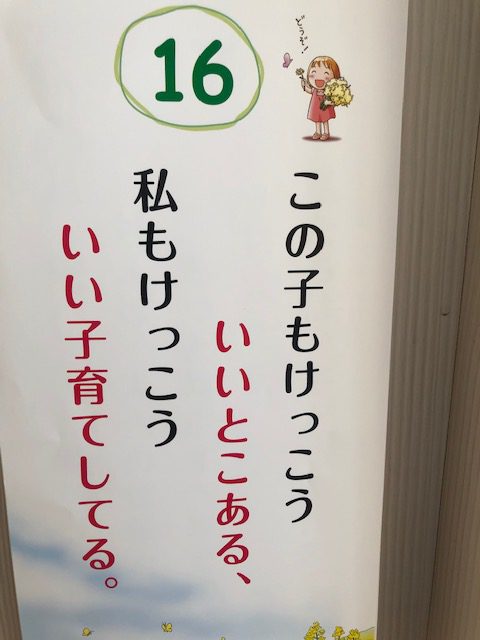 16
どうぞ!
この子もけっこう
いいとこある、
私もけっこう
いい子育てしてる。